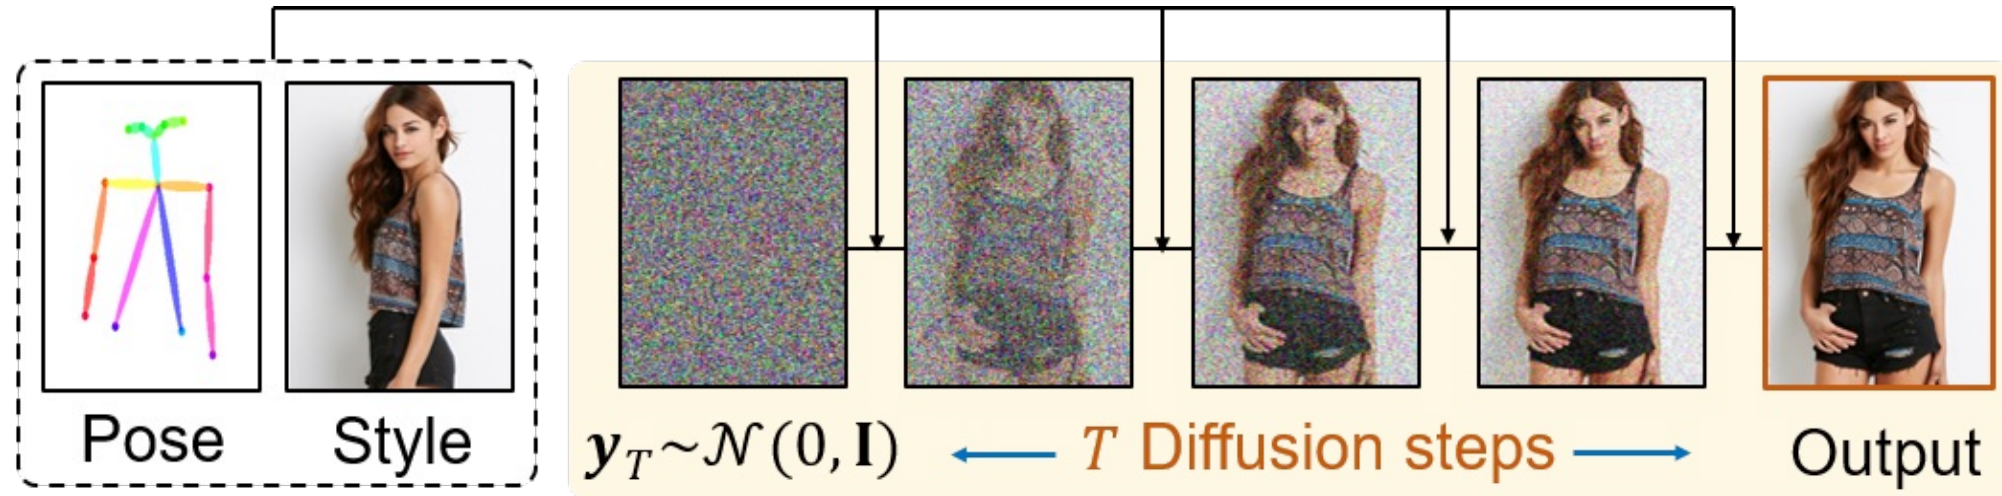 Pose
Style
𝒚_T ~ 𝒩(0, 𝐈)
T Diffusion steps
Output